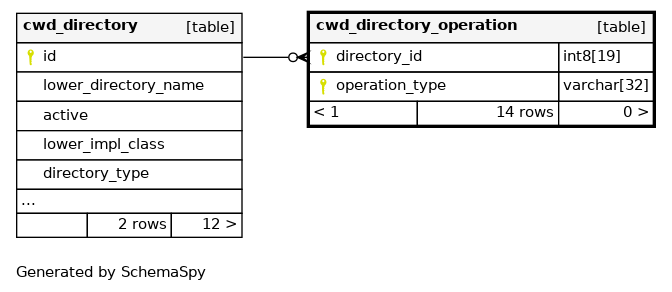 cwd_directory [table]
id
lower_directory_name
active
lower_impl_class
directory_type
...
2 rows 12 >
cwd_directory_operation [table]
directory_id int8[19]
operation_type varchar[32]
< 1 14 rows 0 >
Generated by SchemaSpy